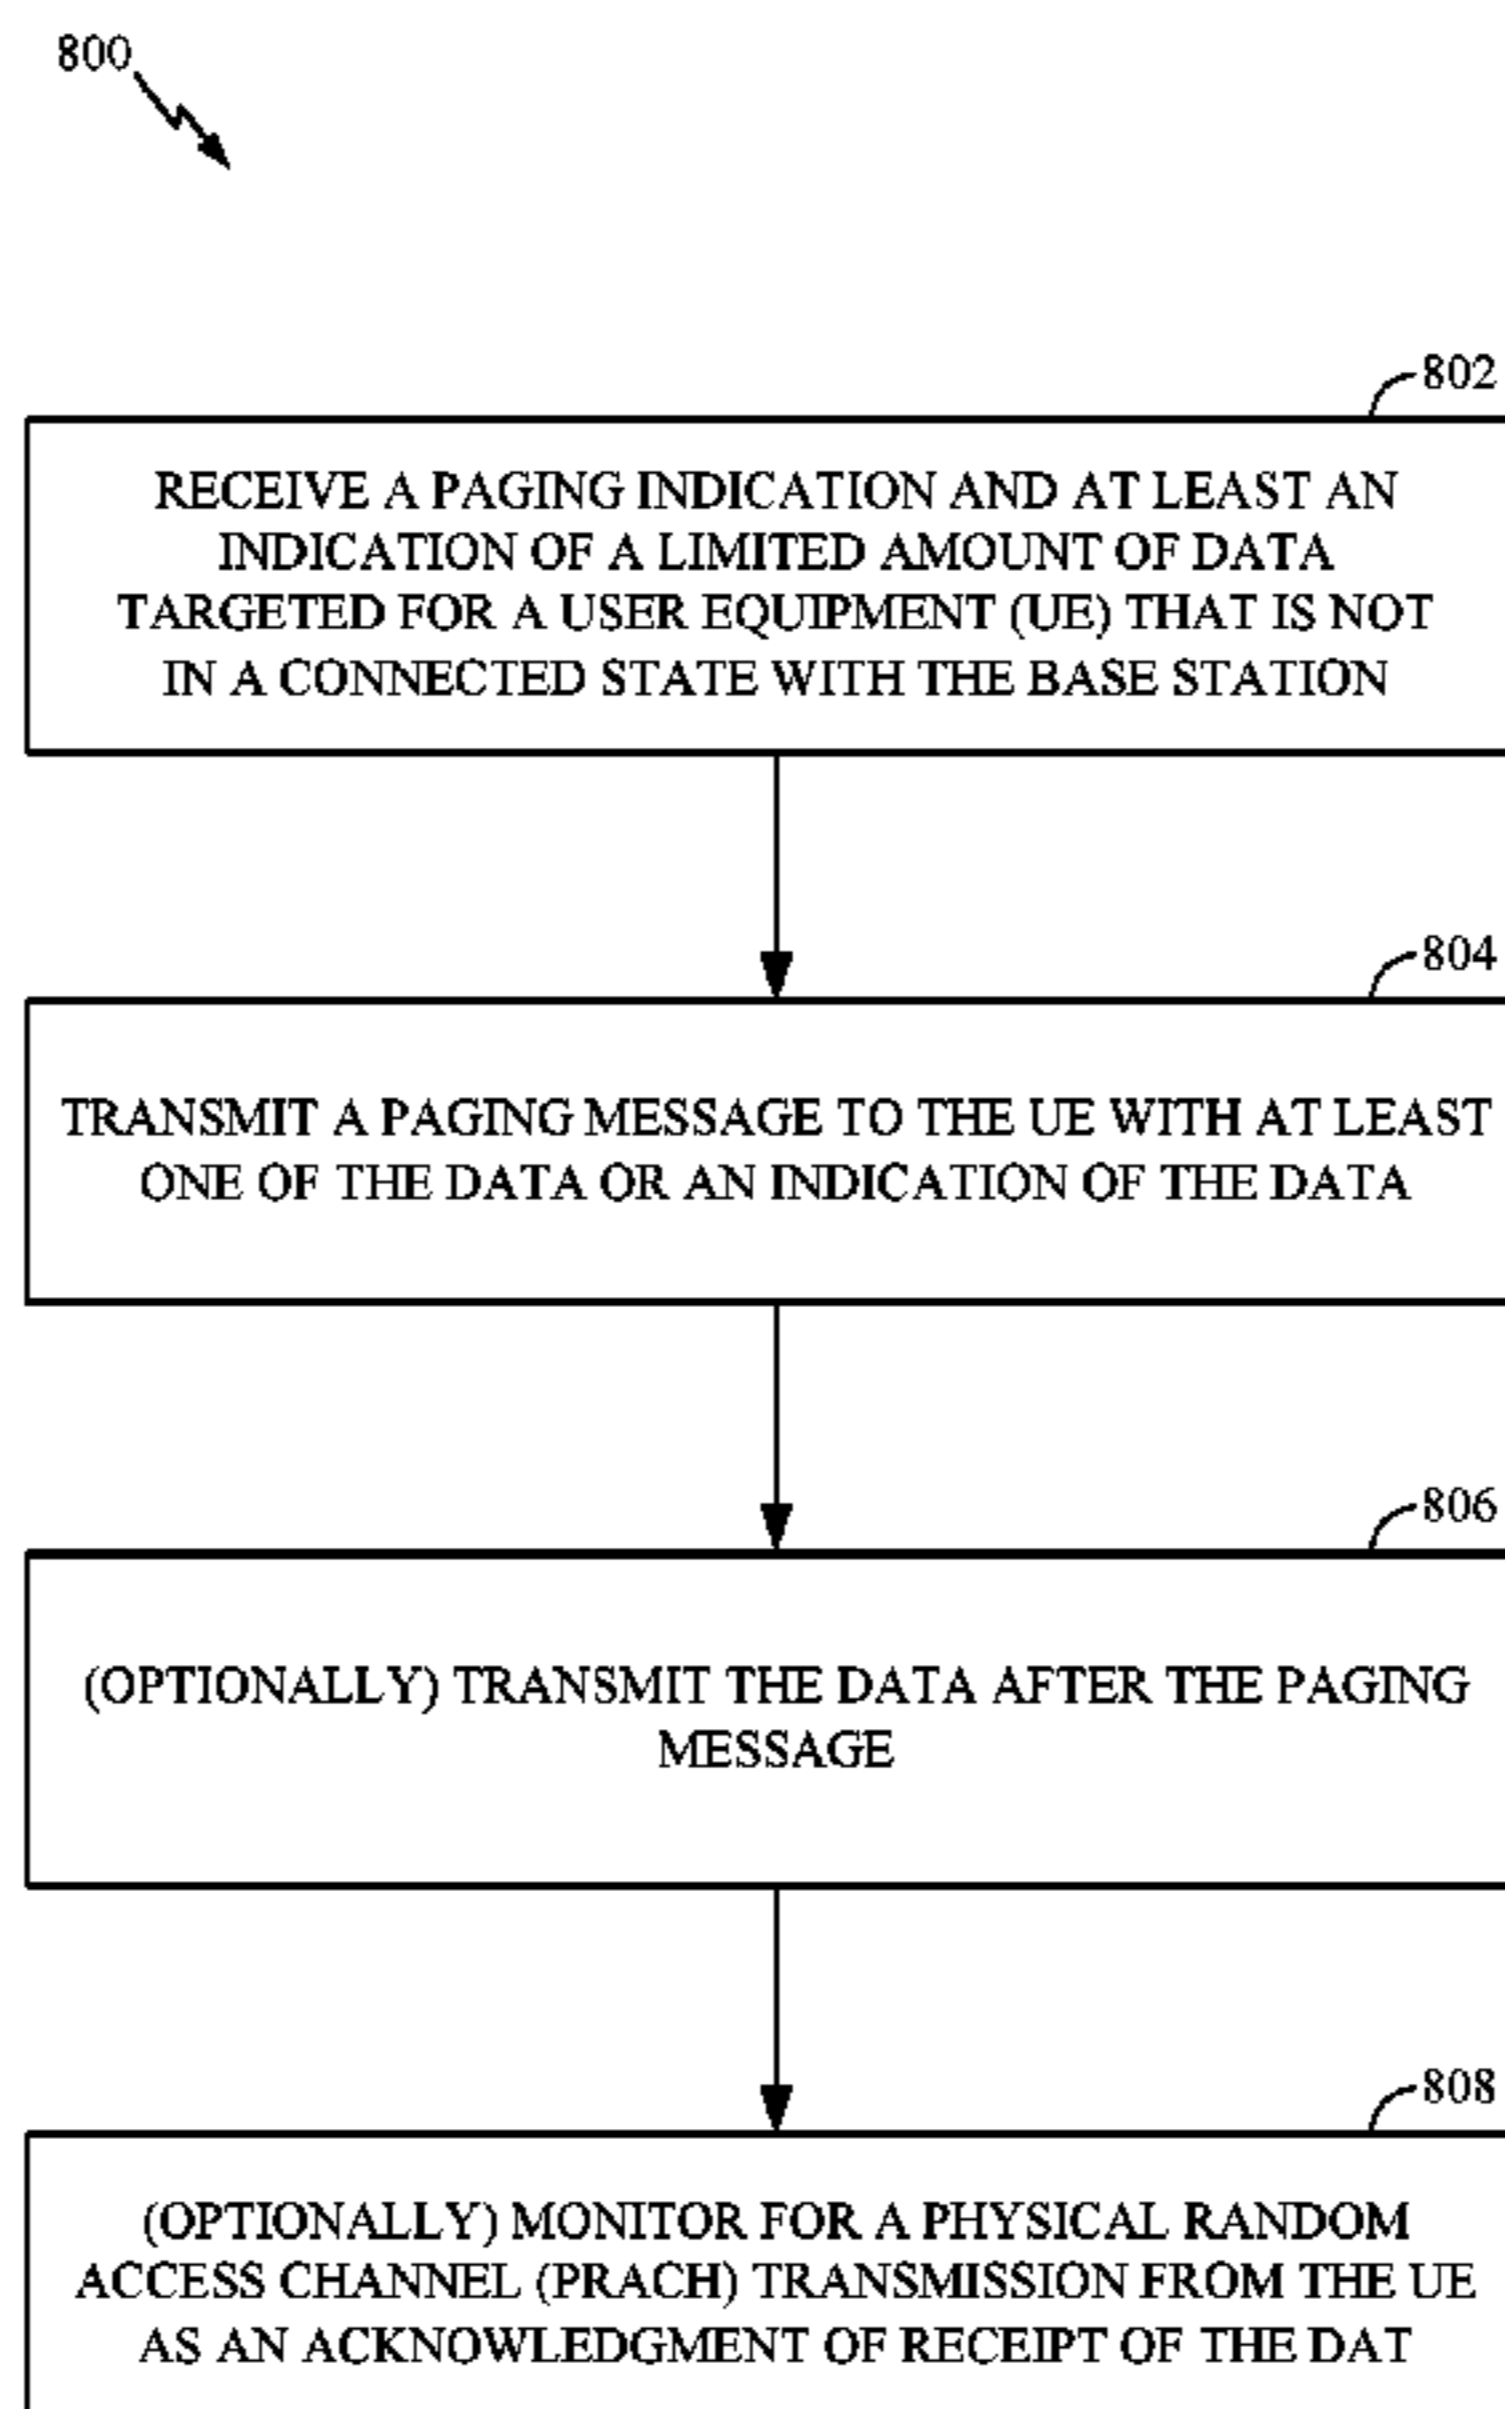 800
802
RECEIVE A PAGING INDICATION AND AT LEAST AN
INDICATION OF A LIMITED AMOUNT OF DATA
TARGETED FOR A USER EQUIPMENT (UE) THAT IS NOT
IN A CONNECTED STATE WITH THE BASE STATION
804
TRANSMIT A PAGING MESSAGE TO THE UE WITH AT LEAST
ONE OF THE DATA OR AN INDICATION OF THE DATA
806
(OPTIONALLY) TRANSMIT THE DATA AFTER THE PAGING
MESSAGE
808
(OPTIONALLY) MONITOR FOR A PHYSICAL RANDOM
ACCESS CHANNEL (PRACH) TRANSMISSION FROM THE UE
AS AN ACKNOWLEDGMENT OF RECEIPT OF THE DAT